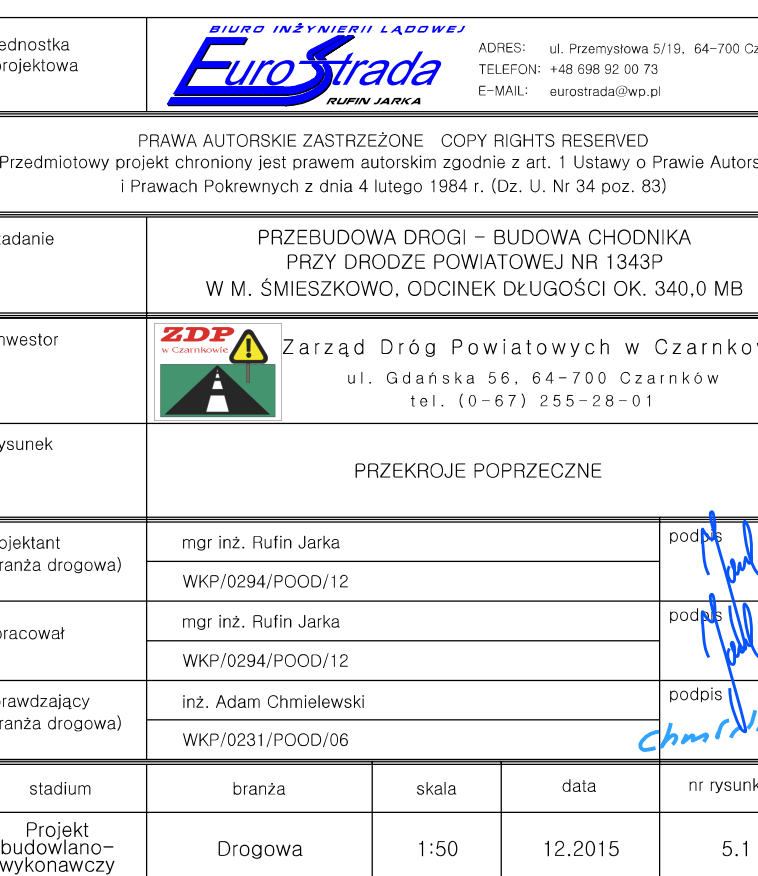 ednostka
rojektowa
BIURO INŻYNIERII LĄDOWEJ
EuroStrada
RUFIN JARKA
ADRES: ul. Przemysłowa 5/19, 64-700 Cz
TELEFON: +48 698 92 00 73
E-MAIL: eurostrada@wp.pl
PRAWA AUTORSKIE ZASTRZEŻONE COPY RIGHTS RESERVED
Przedmiotowy projekt chroniony jest prawem autorskim zgodnie z art. 1 Ustawy o Prawie Autors
i Prawach Pokrewnych z dnia 4 lutego 1984 r. (Dz. U. Nr 34 poz. 83)
adanie
PRZEBUDOWA DROGI - BUDOWA CHODNIKA
PRZY DRODZE POWIATOWEJ NR 1343P
W M. ŚMIESZKOWO, ODCINEK DŁUGOŚCI OK. 340,0 MB
nwestor
ZDP
w Czarnkowie
Zarząd Dróg Powiatowych w Czarnkow
ul. Gdańska 56, 64-700 Czarnków
tel. (0-67) 255-28-01
ysunek
PRZEKROJE POPRZECZNE
ojektant
ranża drogowa)
mgr inż. Rufin Jarka
WKP/0294/POOD/12
podpis
racował
mgr inż. Rufin Jarka
WKP/0294/POOD/12
podpis
rawdzający
ranża drogowa)
inż. Adam Chmielewski
WKP/0231/POOD/06
podpis
stadium branża skala data nr rysunk
Projekt
budowlano-
wykonawczy
Drogowa 1:50 12.2015 5.1